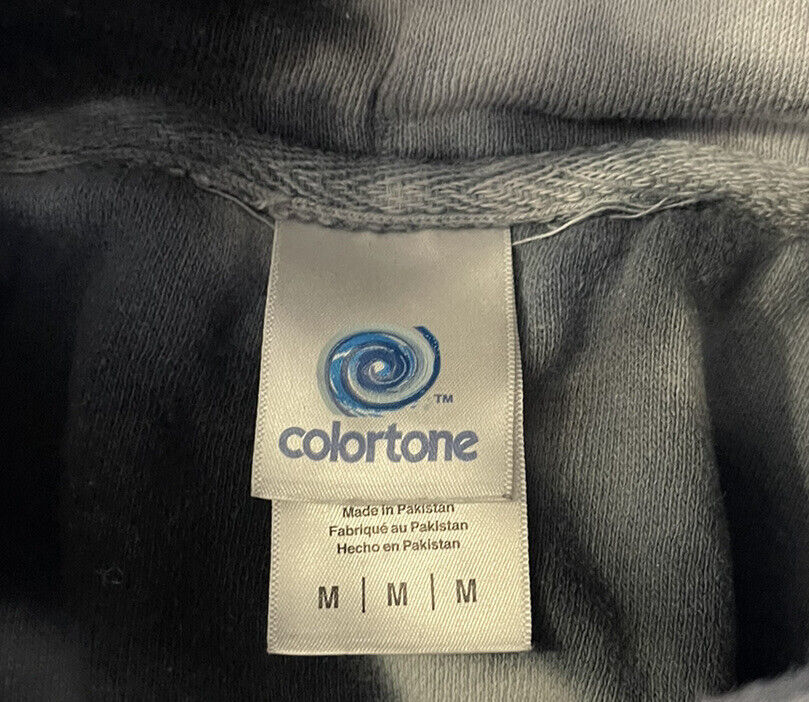 TM
colortone
Made in Pakistan
Fabriqué au Pakistan
Hecho en Pakistan
M | M | M